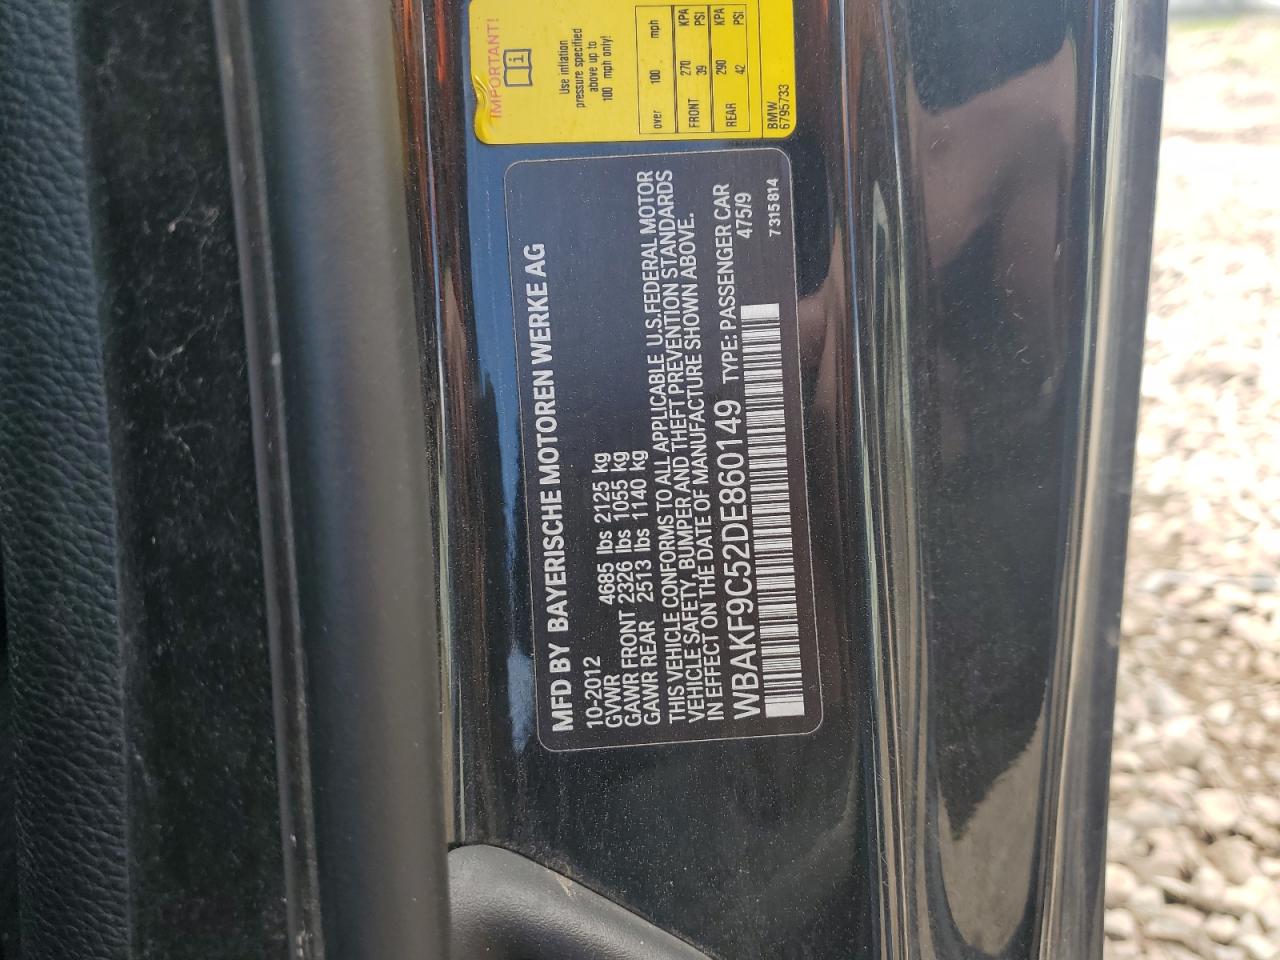 MFD BY BAYERISCHE MOTOREN WERKE AG
10-2012
GVWR 4685 lbs 2125 kg
GAWR FRONT 2326 lbs 1055 kg
GAWR REAR 2513 lbs 1140 kg
THIS VEHICLE CONFORMS TO ALL APPLICABLE U.S.FEDERAL MOTOR
VEHICLE SAFETY, BUMPER AND THEFT PREVENTION STANDARDS
IN EFFECT ON THE DATE OF MANUFACTURE SHOWN ABOVE.
WBAKF9C52DE860149 TYPE: PASSENGER CAR
475/9
7 315 814
IMPORTANT!
i
Use inflation
pressure specified
above up to
100 mph only!
over 100 mph
FRONT 270 KPA
39 PSI
REAR 290 KPA
42 PSI
BMW
6795733